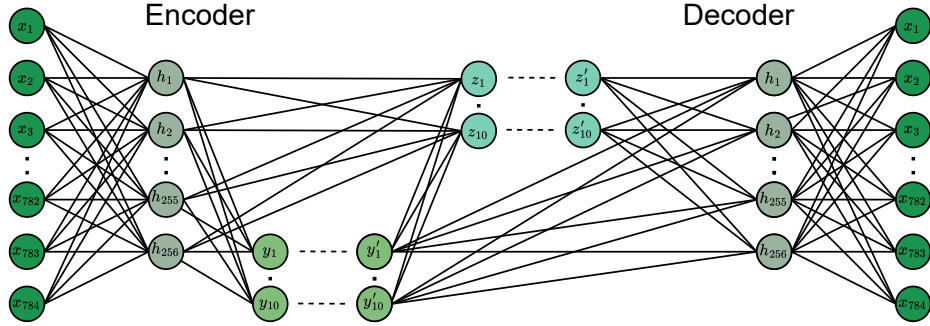 Encoder Decoder
x₁ x₁
x₂ h₁ z₁ z′₁ h₁ x₂
x₃ h₂ z₁₀ z′₁₀ h₂ x₃
x₇₈₂ h₂₅₅ h₂₅₅ x₇₈₂
x₇₈₃ h₂₅₆ y₁ y′₁ h₂₅₆ x₇₈₃
x₇₈₄ y₁₀ y′₁₀ x₇₈₄